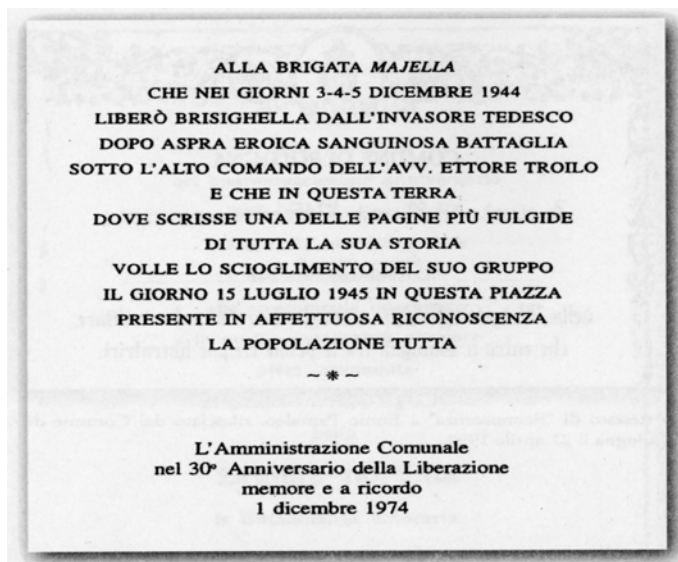 ALLA BRIGATA MAJELLA
CHE NEI GIORNI 3-4-5 DICEMBRE 1944
LIBERÒ BRISIGHELLA DALL'INVASORE TEDESCO
DOPO ASPRA EROICA SANGUINOSA BATTAGLIA
SOTTO L'ALTO COMANDO DELL'AVV. ETTORE TROILO
E CHE IN QUESTA TERRA
DOVE SCRISSE UNA DELLE PAGINE PIÙ FULGIDE
DI TUTTA LA SUA STORIA
VOLLE LO SCIOGLIMENTO DEL SUO GRUPPO
IL GIORNO 15 LUGLIO 1945 IN QUESTA PIAZZA
PRESENTE IN AFFETTUOSA RICONOSCENZA
LA POPOLAZIONE TUTTA
– * –
L'Amministrazione Comunale
nel 30° Anniversario della Liberazione
memore e a ricordo
1 dicembre 1974